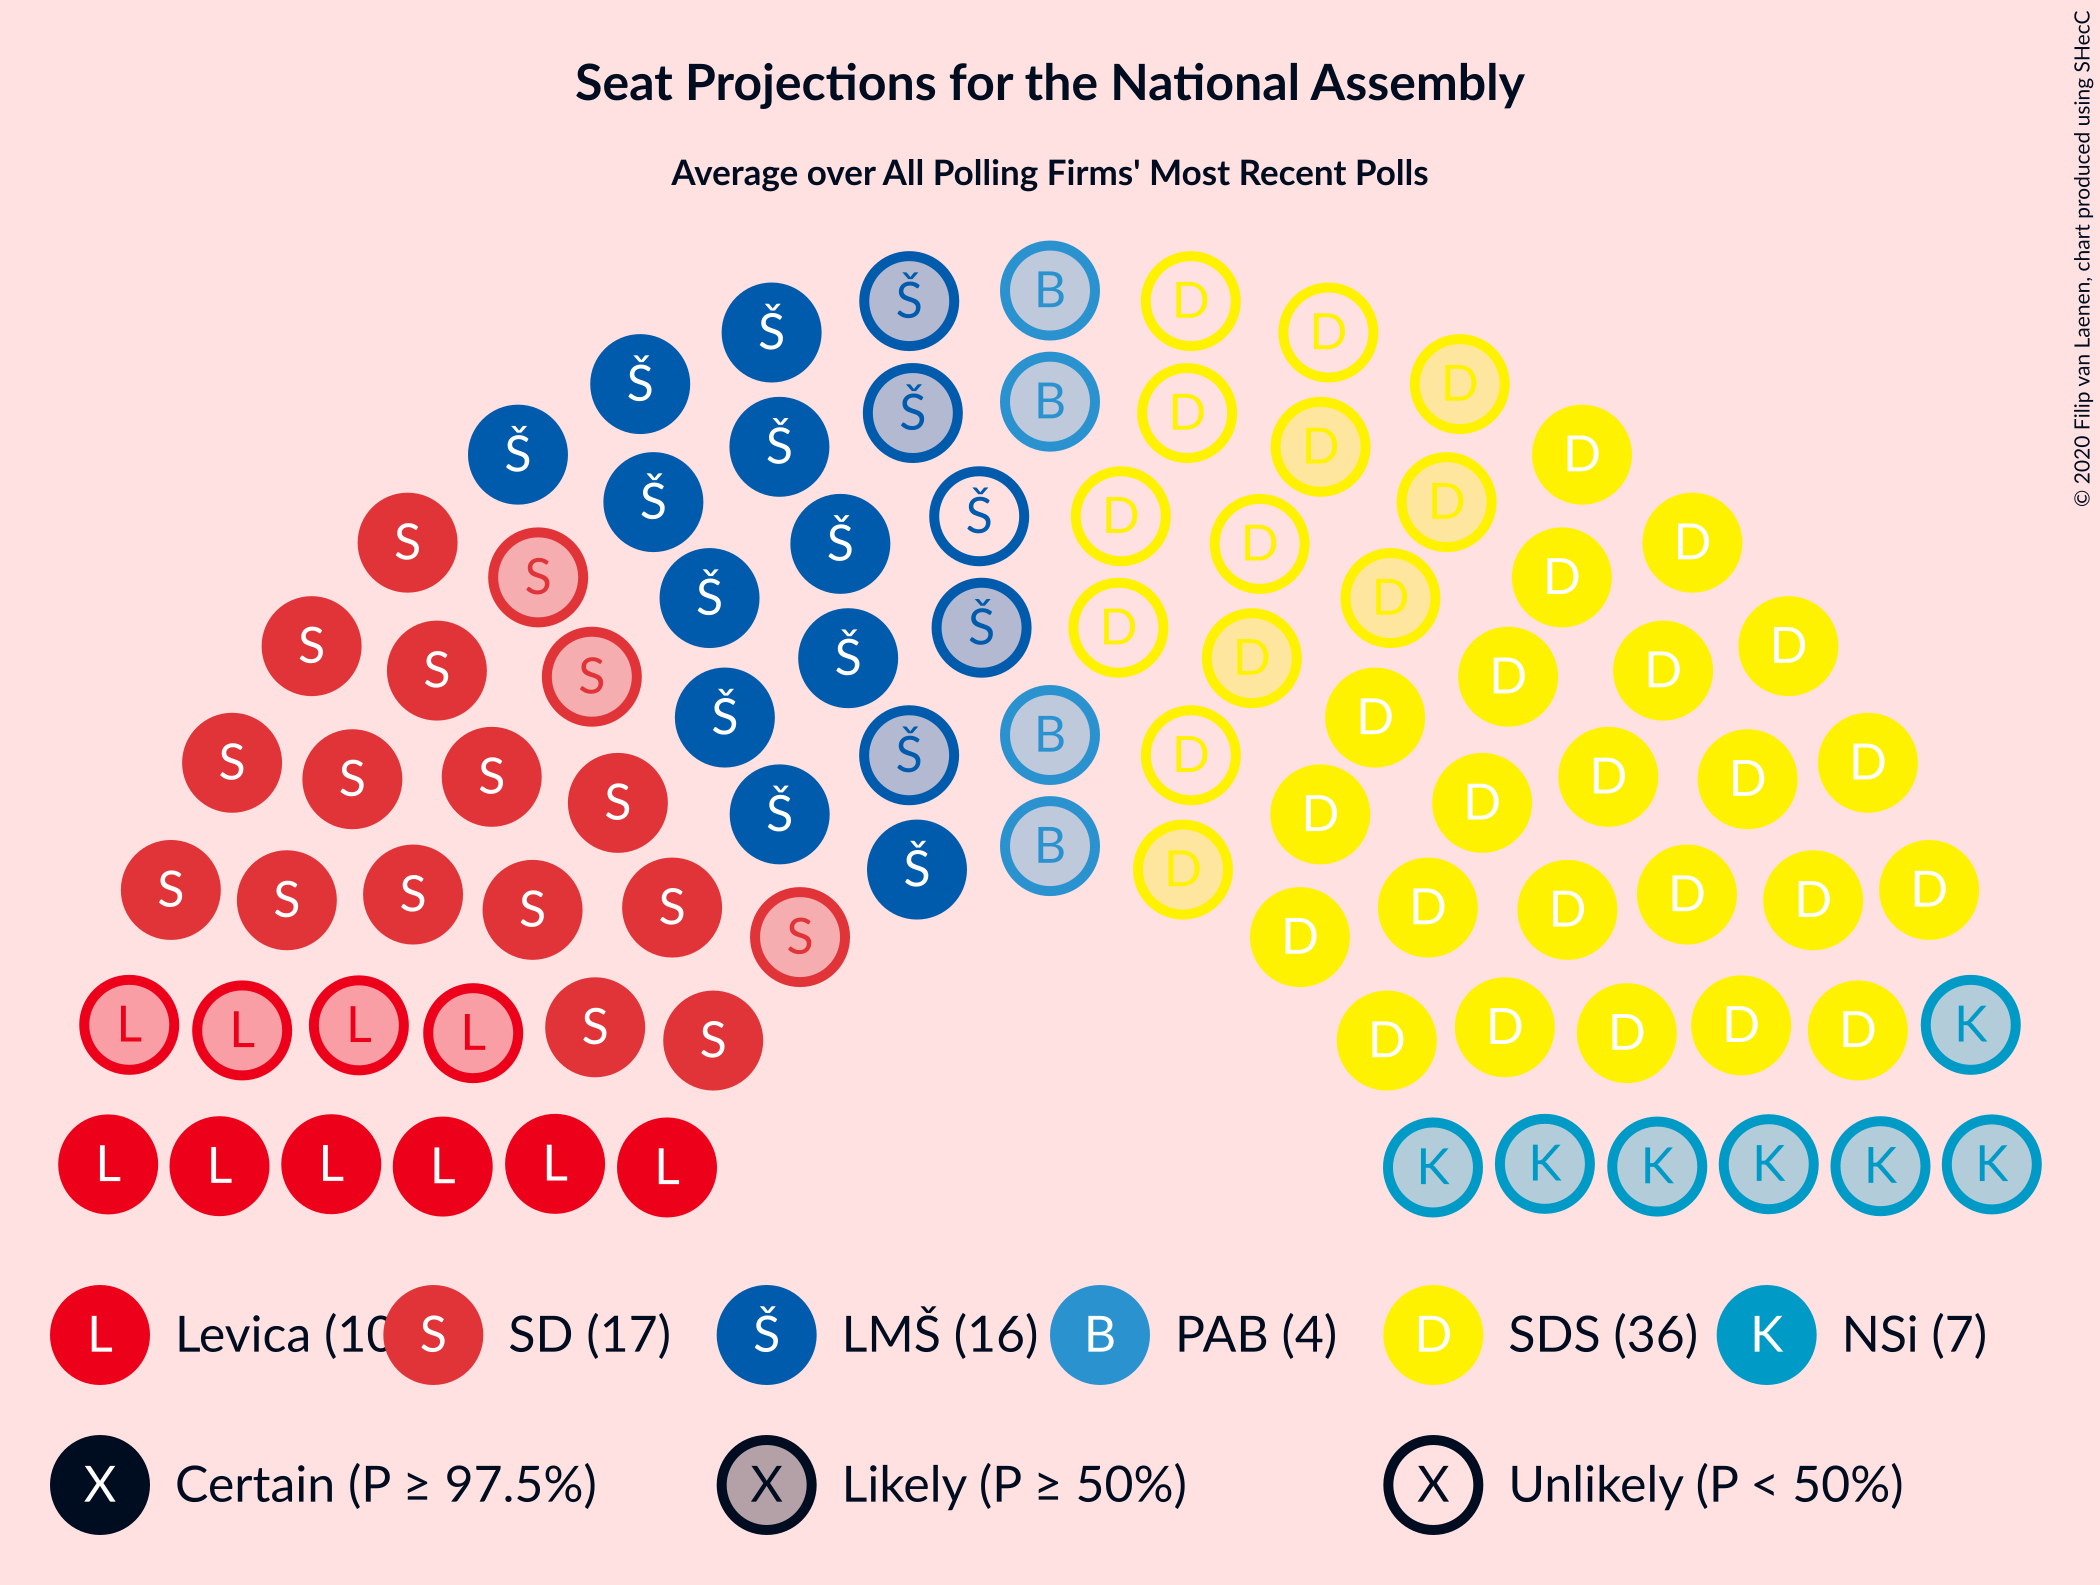 Seat Projections for the National Assembly
Average over All Polling Firms' Most Recent Polls
© 2020 Filip van Laenen, chart produced using SHecC
Š B D
Š D
Š D
Š B D
Š D
S Š D
S Š D D
Š D
S Š D
S D
S Š D
S S D D
Š B D
S S S S D D D D
Š Š D D
B
Š D
S S S S S D D D D D
S D
L L L L S S D D D D D K
L L L L L L K K K K K K
L Levica (10 S SD (17) Š LMŠ (16) B PAB (4) D SDS (36) K NSi (7)
X Certain (P ≥ 97.5%) X Likely (P ≥ 50%) X Unlikely (P < 50%)